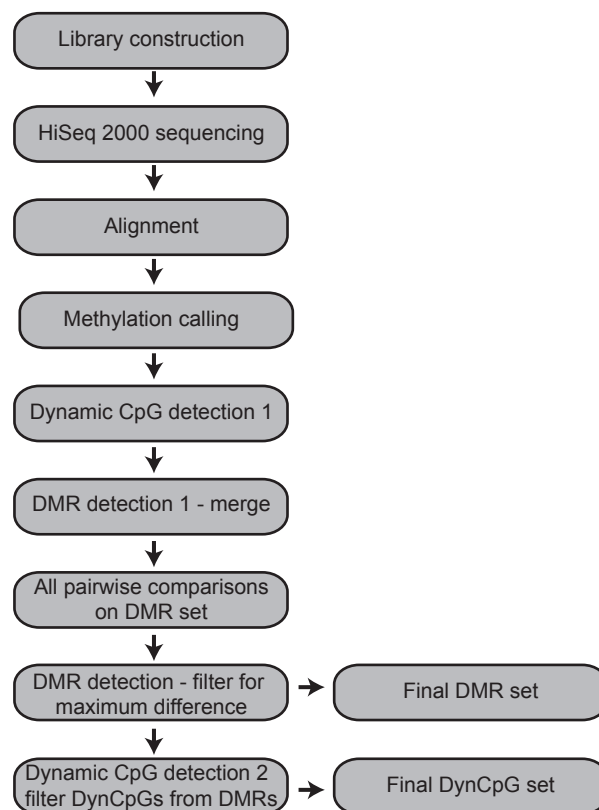 Library construction
HiSeq 2000 sequencing
Alignment
Methylation calling
Dynamic CpG detection 1
DMR detection 1 - merge
All pairwise comparisons
on DMR set
DMR detection - filter for
maximum difference
Final DMR set
Dynamic CpG detection 2
filter DynCpGs from DMRs
Final DynCpG set